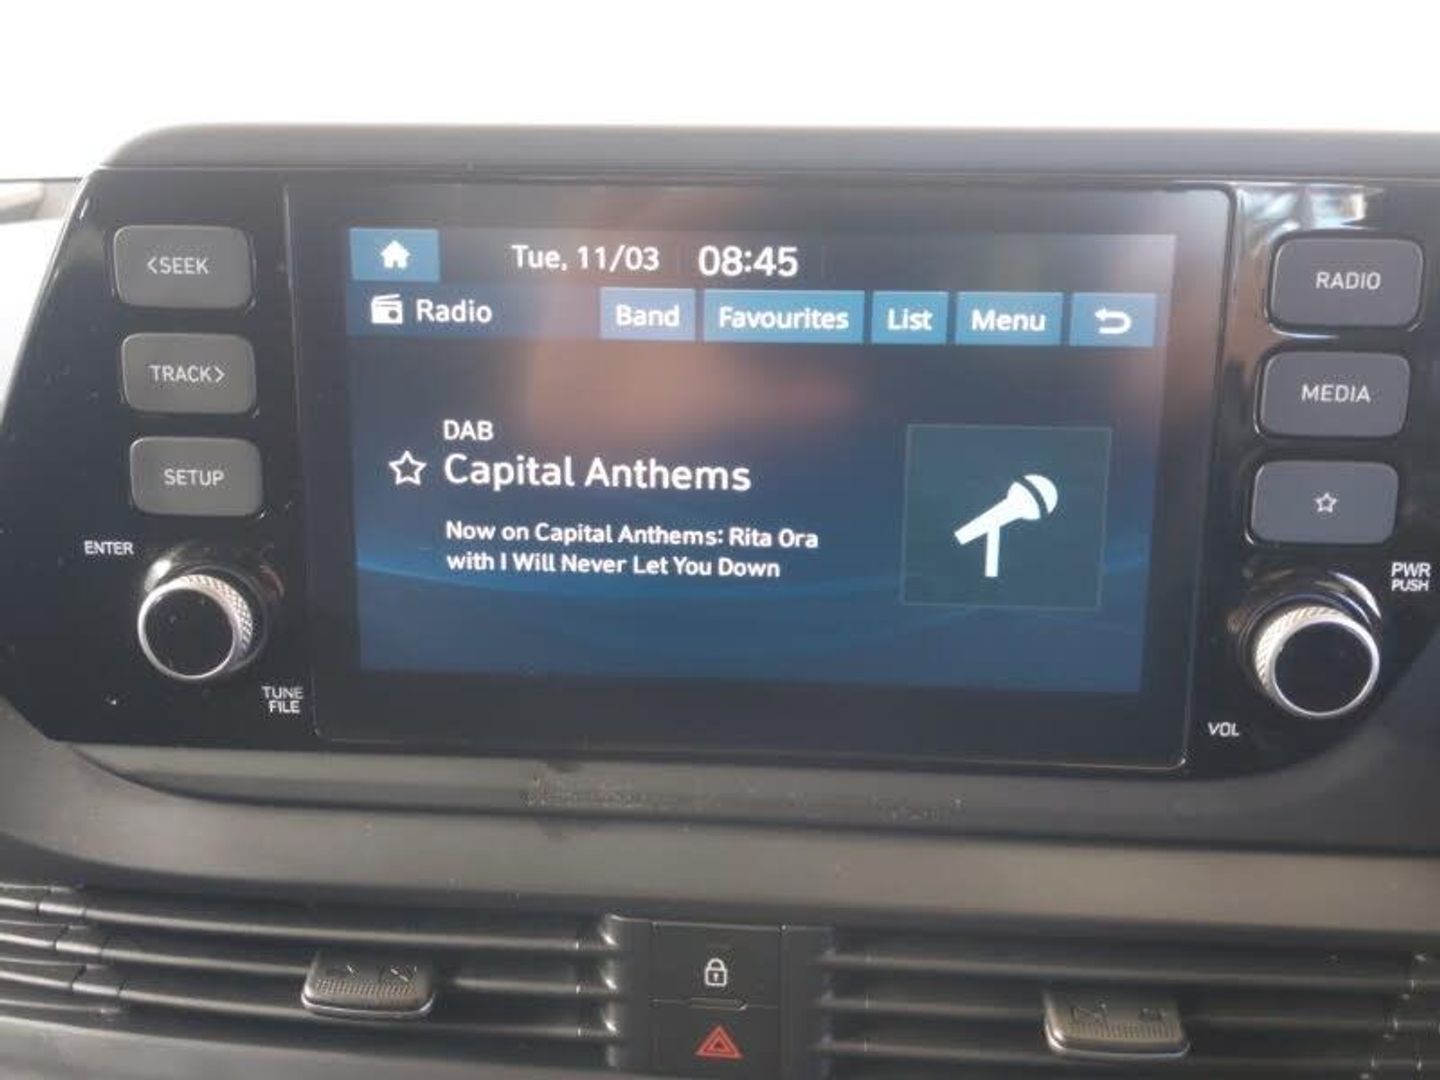 <SEEK
TRACK>
SETUP
ENTER
TUNE
FILE
Tue, 11/03 08:45
Radio Band Favourites List Menu
DAB
Capital Anthems
Now on Capital Anthems: Rita Ora
with I Will Never Let You Down
RADIO
MEDIA
PWR
PUSH
VOL